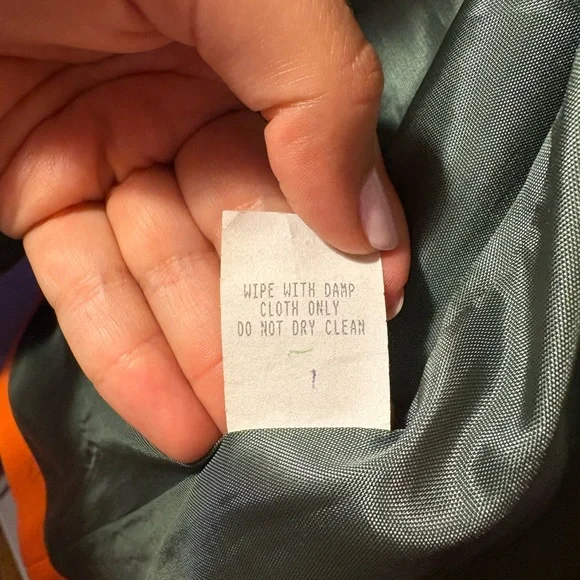 WIPE WITH DAMP
CLOTH ONLY
DO NOT DRY CLEAN